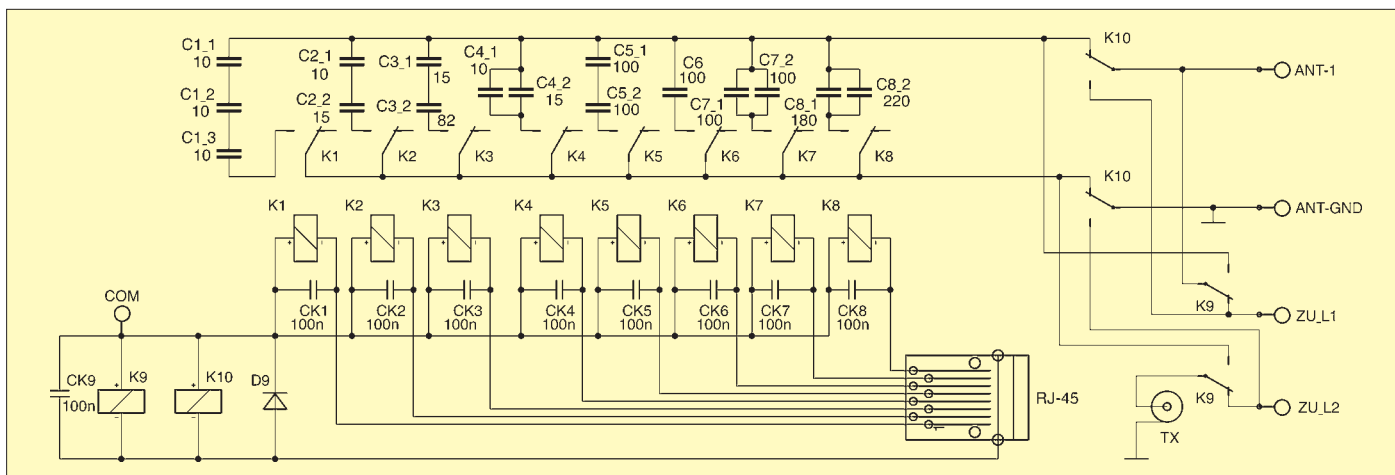 C1_1
10
C1_2
10
C1_3
10
C2_1
10
C2_2
15
C3_1
15
C3_2
82
C4_1
10
C4_2
15
C5_1
100
C5_2
100
C6
100
C7_2
100
C7_1
100
C8_1
180
C8_2
220
K1
K2
K3
K4
K5
K6
K7
K8
K10
ANT-1
K10
ANT-GND
K1
K2
K3
K4
K5
K6
K7
K8
+ -
+ -
+ -
+ -
+ -
+ -
+ -
+ -
CK1
100n
CK2
100n
CK3
100n
CK4
100n
CK5
100n
CK6
100n
CK7
100n
CK8
100n
COM
CK9
100n
+
K9
-
+
K10
-
D9
RJ-45
K9
ZU_L1
K9
ZU_L2
TX